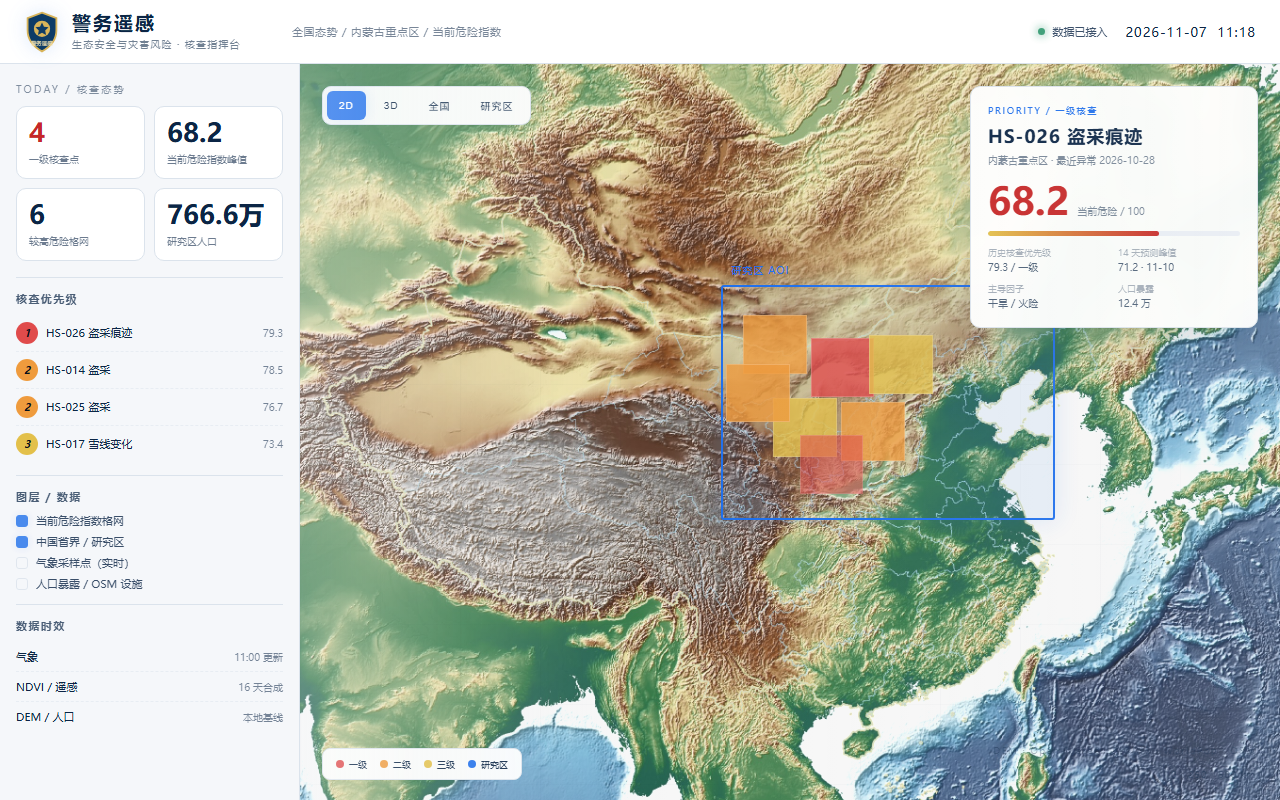 警务遥感
生态安全与灾害风险 · 核查指挥台
全国态势 / 内蒙古重点区 / 当前危险指数
数据已接入
2026-11-07 11:18
TODAY / 核查态势
4
一级核查点
68.2
当前危险指数峰值
6
较高危险格网
766.6万
研究区人口
核查优先级
1 HS-026 盗采痕迹 79.3
2 HS-014 盗采 78.5
2 HS-025 盗采 76.7
3 HS-017 雪线变化 73.4
图层 / 数据
当前危险指数格网
中国省界 / 研究区
气象采样点（实时）
人口暴露 / OSM 设施
数据时效
气象 11:00 更新
NDVI / 遥感 16 天合成
DEM / 人口 本地基线
2D 3D 全国 研究区
PRIORITY / 一级核查
HS-026 盗采痕迹
内蒙古重点区 · 最近异常 2026-10-28
68.2 当前危险 / 100
历史核查优先级 14 天预测峰值
79.3 / 一级 71.2 · 11-10
主导因子 人口暴露
干旱 / 火险 12.4 万
研究区 AOI
一级 二级 三级 研究区